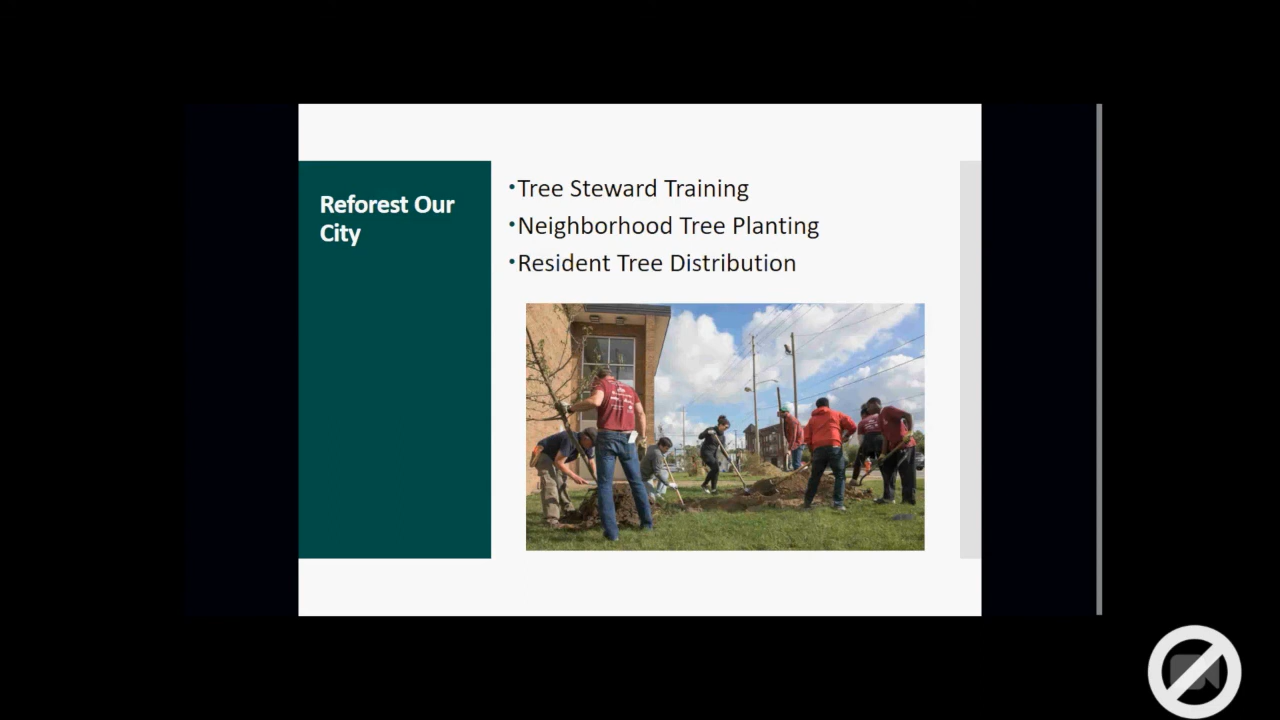 Reforest Our
City
•Tree Steward Training
•Neighborhood Tree Planting
•Resident Tree Distribution